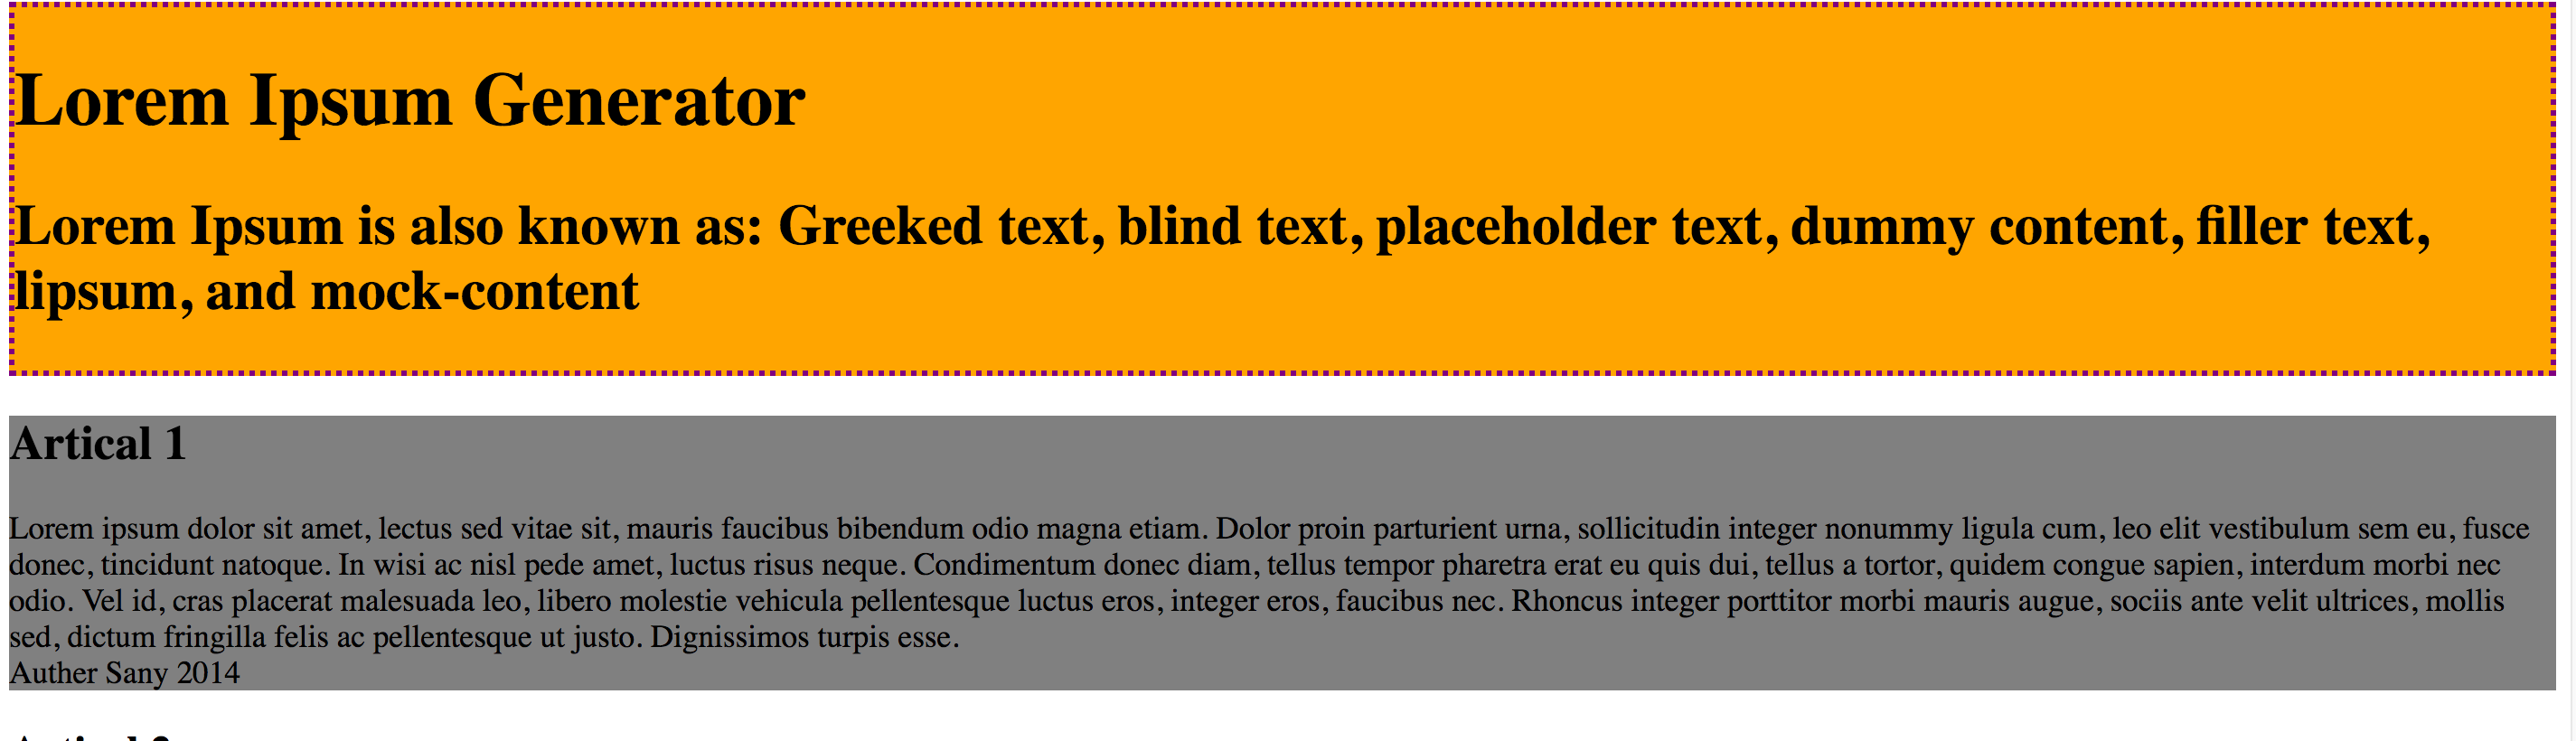 Lorem Ipsum Generator
Lorem Ipsum is also known as: Greeked text, blind text, placeholder text, dummy content, filler text,
lipsum, and mock-content
Artical 1
Lorem ipsum dolor sit amet, lectus sed vitae sit, mauris faucibus bibendum odio magna etiam. Dolor proin parturient urna, sollicitudin integer nonummy ligula cum, leo elit vestibulum sem eu, fusce
donec, tincidunt natoque. In wisi ac nisl pede amet, luctus risus neque. Condimentum donec diam, tellus tempor pharetra erat eu quis dui, tellus a tortor, quidem congue sapien, interdum morbi nec
odio. Vel id, cras placerat malesuada leo, libero molestie vehicula pellentesque luctus eros, integer eros, faucibus nec. Rhoncus integer porttitor morbi mauris augue, sociis ante velit ultrices, mollis
sed, dictum fringilla felis ac pellentesque ut justo. Dignissimos turpis esse.
Auther Sany 2014